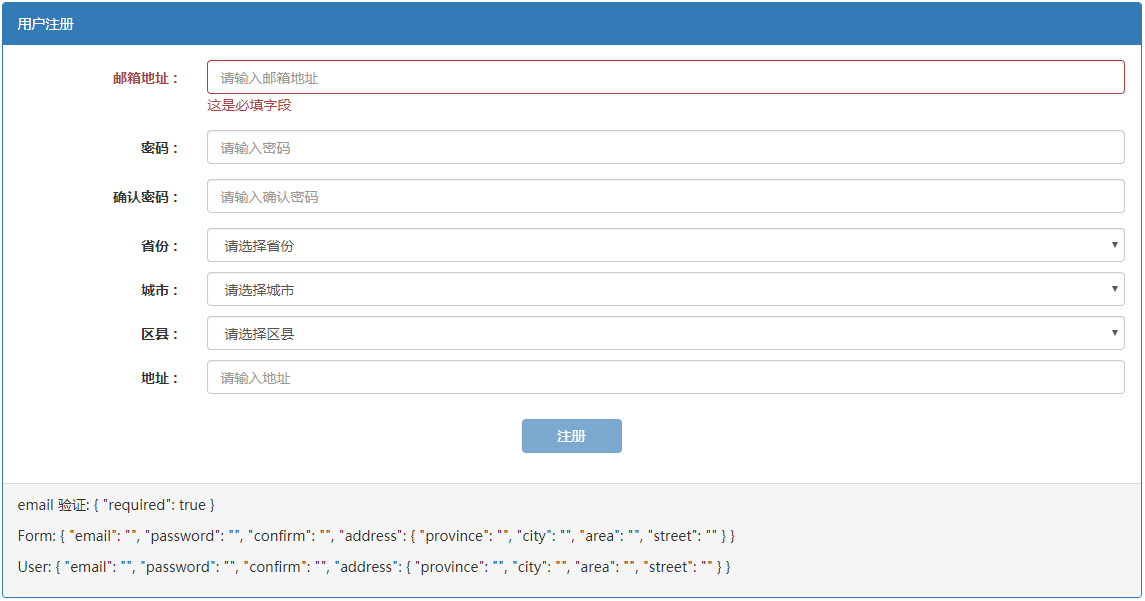 用户注册
邮箱地址： 请输入邮箱地址
这是必填字段
密码： 请输入密码
确认密码： 请输入确认密码
省份： 请选择省份
城市： 请选择城市
区县： 请选择区县
地址： 请输入地址
注册
email 验证: { "required": true }
Form: { "email": "", "password": "", "confirm": "", "address": { "province": "", "city": "", "area": "", "street": "" } }
User: { "email": "", "password": "", "confirm": "", "address": { "province": "", "city": "", "area": "", "street": "" } }